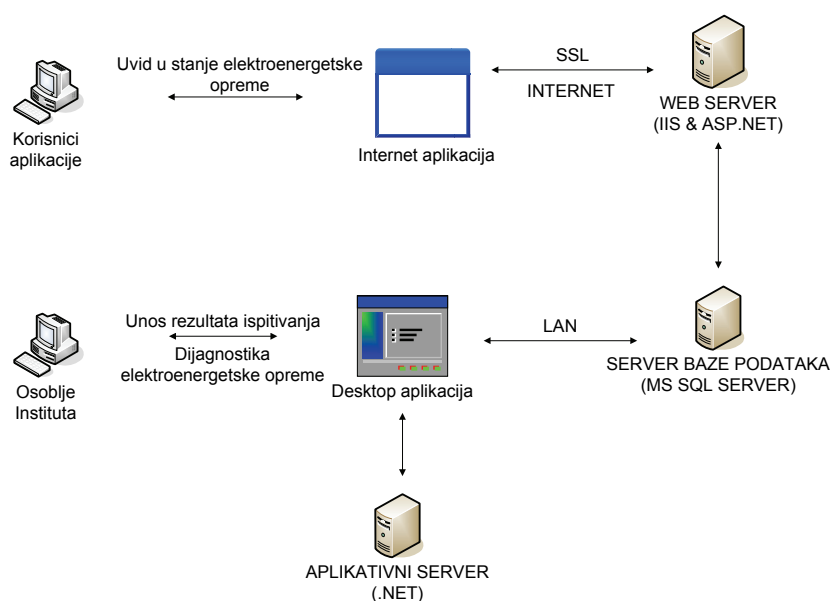 Korisnici
aplikacije
Uvid u stanje elektroenergetske
opreme
Internet aplikacija
SSL
INTERNET
WEB SERVER
(IIS & ASP.NET)
Osoblje
Instituta
Unos rezultata ispitivanja
Dijagnostika
elektroenergetske opreme
Desktop aplikacija
LAN
SERVER BAZE PODATAKA
(MS SQL SERVER)
APLIKATIVNI SERVER
(.NET)